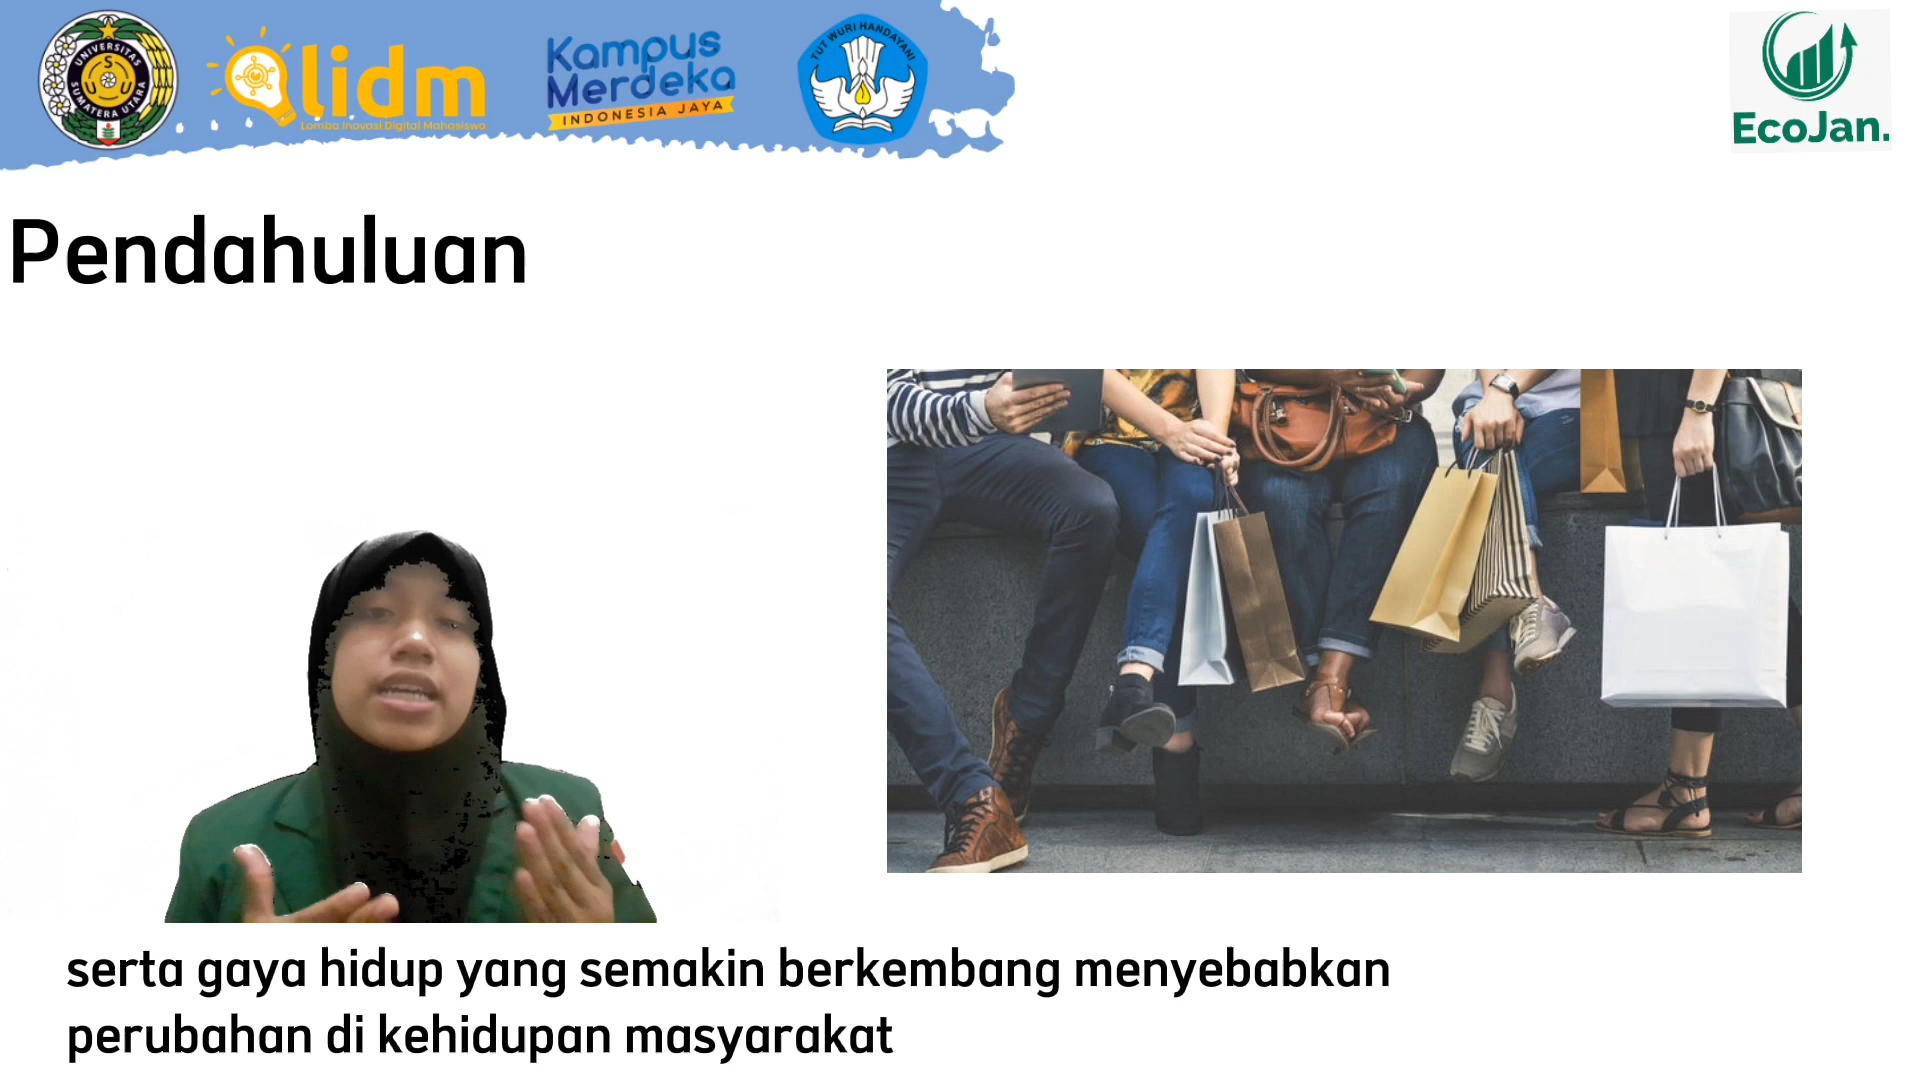 UNIVERSITAS
SUMATERA UTARA
S
U U
lidm
Lomba Inovasi Digital Mahasiswa
Kampus
Merdeka
INDONESIA JAYA
TUT WURI HANDAYANI
EcoJan.
Pendahuluan
serta gaya hidup yang semakin berkembang menyebabkan
perubahan di kehidupan masyarakat